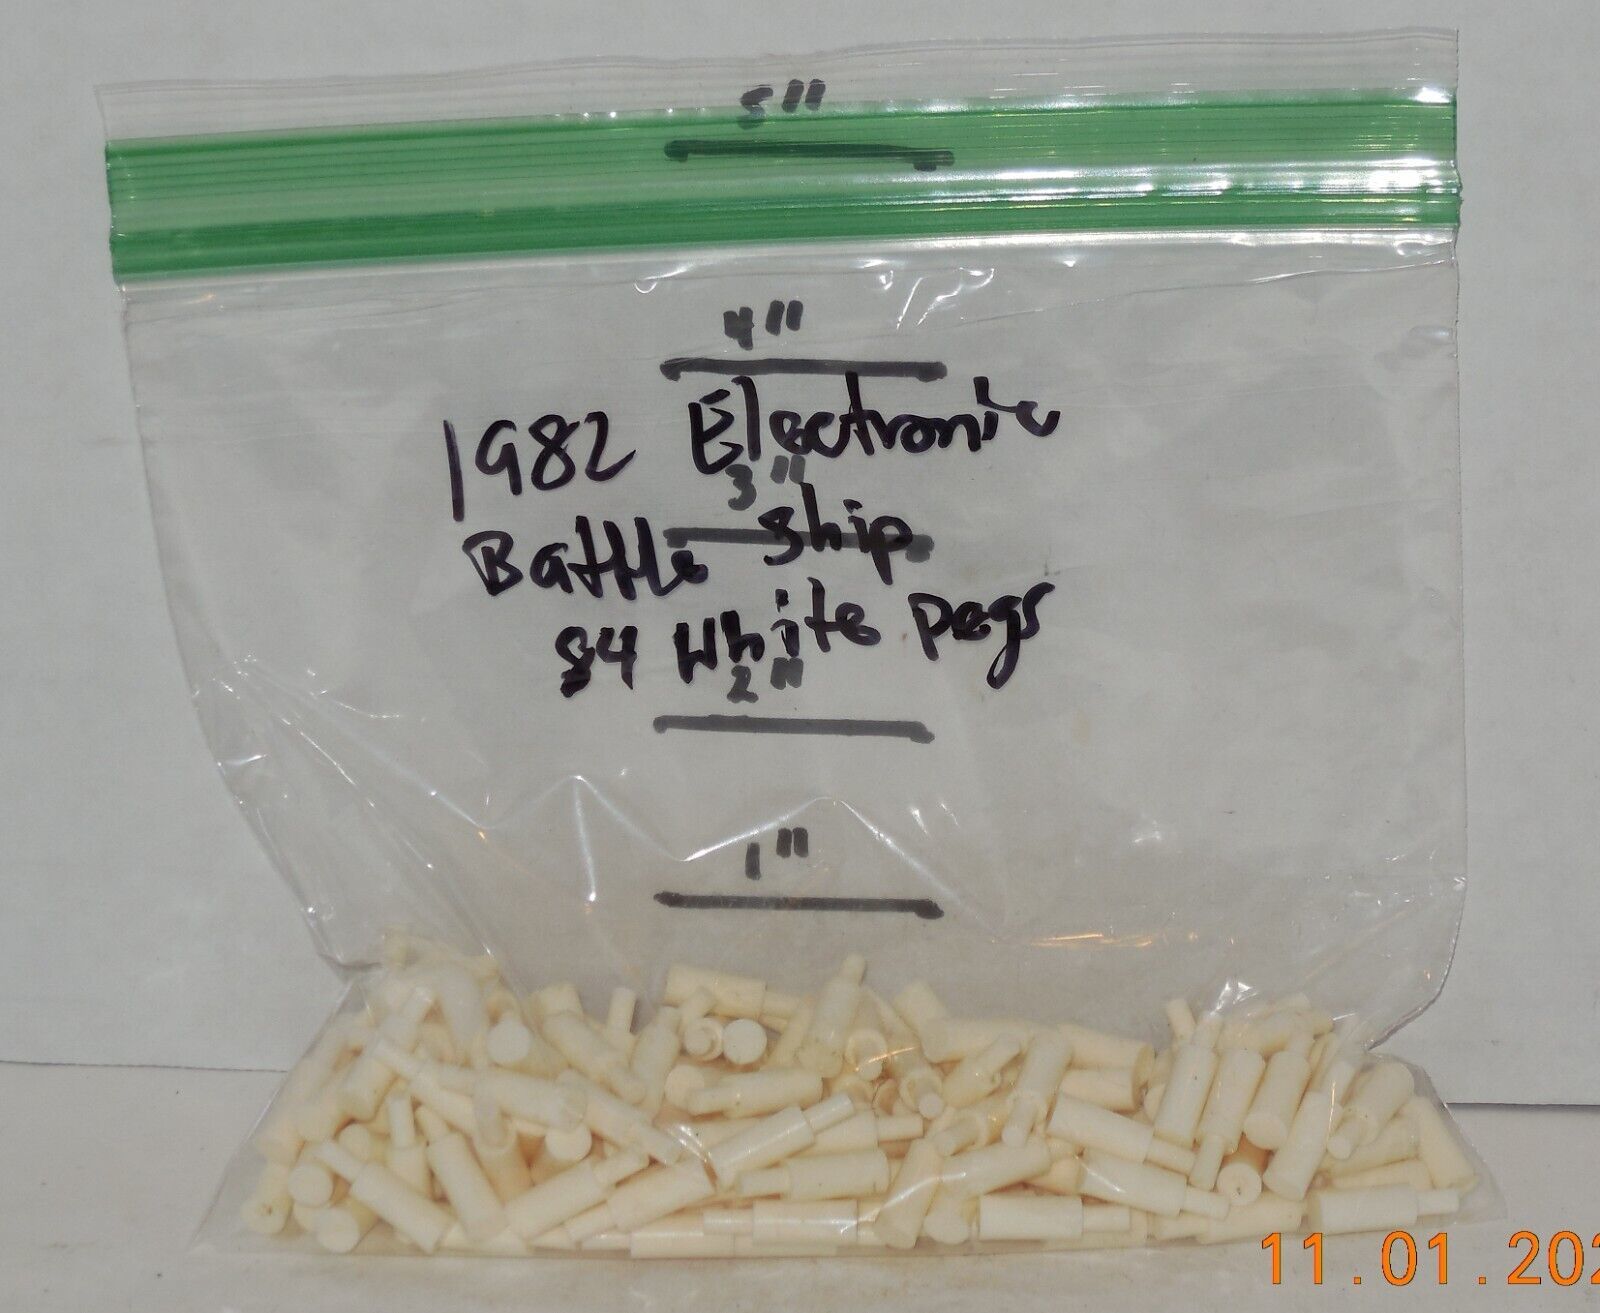 5"
4"
1982 Electronic
3"
Battle Ship
84 White pegs
2"
1"
11.01.202